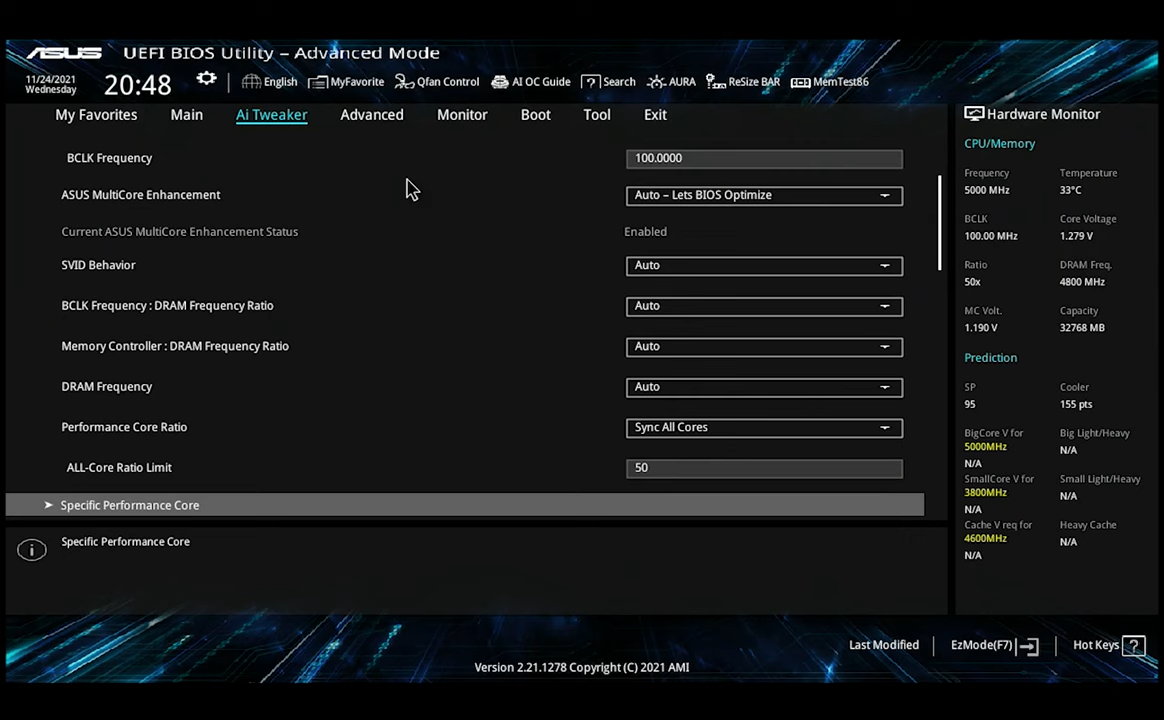 ASUS UEFI BIOS Utility – Advanced Mode
11/24/2021
Wednesday
20:48
English MyFavorite Qfan Control AI OC Guide ? Search AURA ReSize BAR MemTest86
My Favorites Main Ai Tweaker Advanced Monitor Boot Tool Exit
BCLK Frequency 100.0000
ASUS MultiCore Enhancement Auto – Lets BIOS Optimize
Current ASUS MultiCore Enhancement Status Enabled
SVID Behavior Auto
BCLK Frequency : DRAM Frequency Ratio Auto
Memory Controller : DRAM Frequency Ratio Auto
DRAM Frequency Auto
Performance Core Ratio Sync All Cores
ALL-Core Ratio Limit 50
Specific Performance Core
Specific Performance Core
Hardware Monitor
CPU/Memory
Frequency Temperature
5000 MHz 33°C
BCLK Core Voltage
100.00 MHz 1.279 V
Ratio DRAM Freq.
50x 4800 MHz
MC Volt. Capacity
1.190 V 32768 MB
Prediction
SP Cooler
95 155 pts
BigCore V for Big Light/Heavy
5000MHz N/A
N/A
SmallCore V for Small Light/Heavy
3800MHz N/A
N/A
Cache V req for Heavy Cache
4600MHz N/A
N/A
Last Modified EzMode(F7) Hot Keys ?
Version 2.21.1278 Copyright (C) 2021 AMI